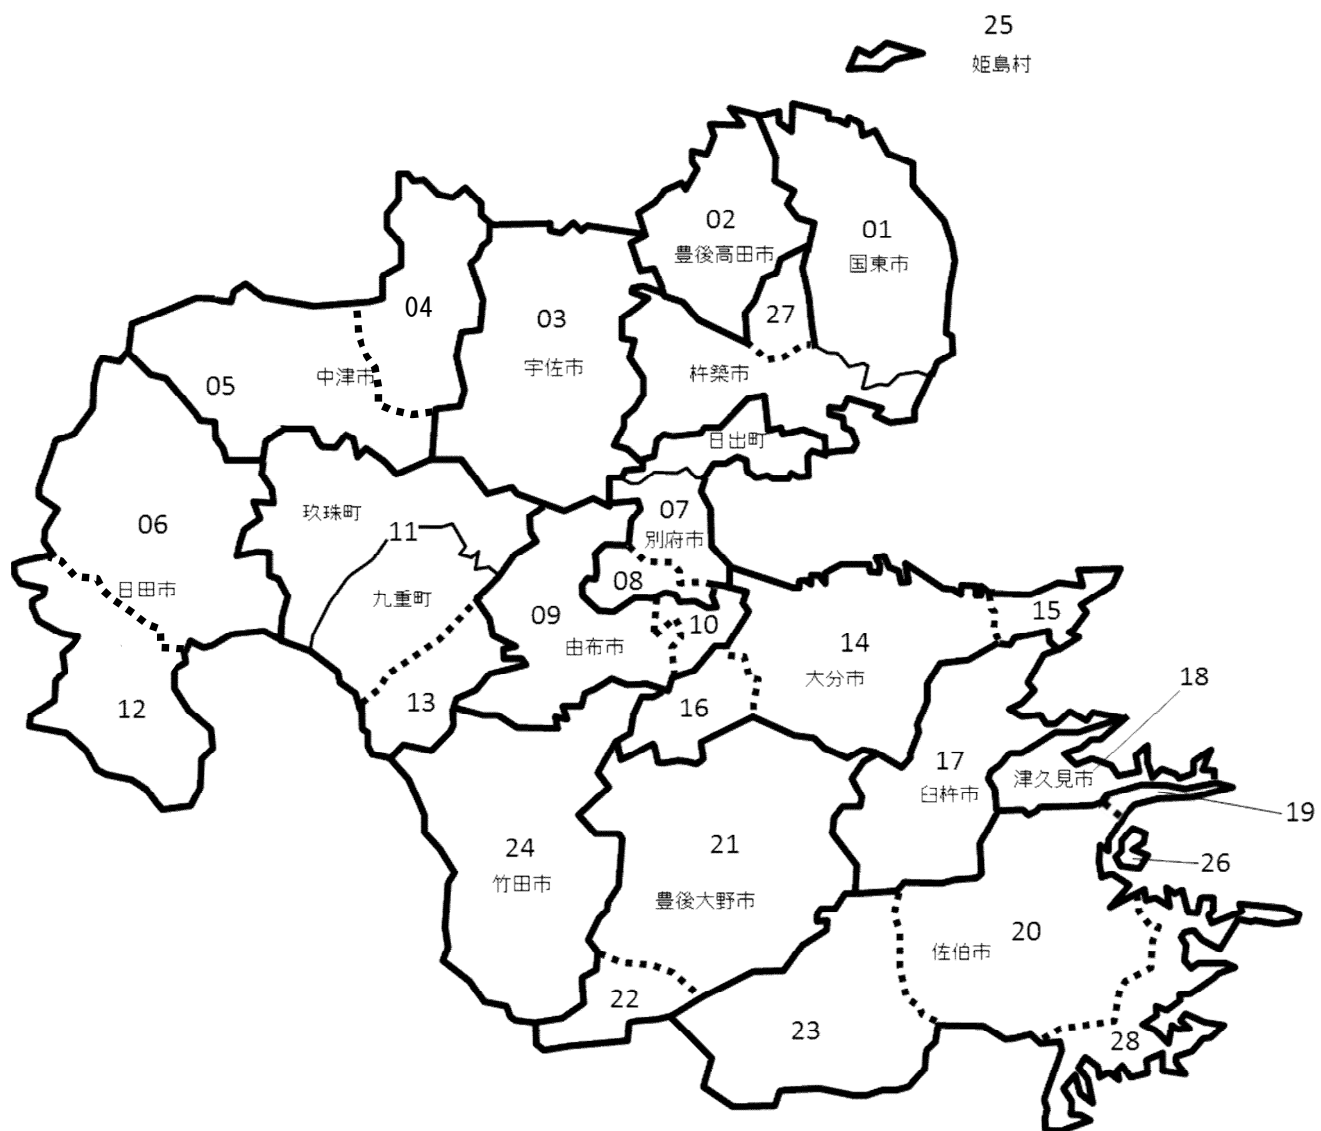 25
姫島村
02
豊後高田市
01
国東市
27
04
03
宇佐市
05
中津市
杵築市
日出町
06
日田市
玖珠町
11
九重町
07
別府市
08
09
由布市
10
15
14
大分市
12
13
16
18
17
臼杵市
津久見市
19
24
竹田市
21
豊後大野市
26
20
佐伯市
22
23
28